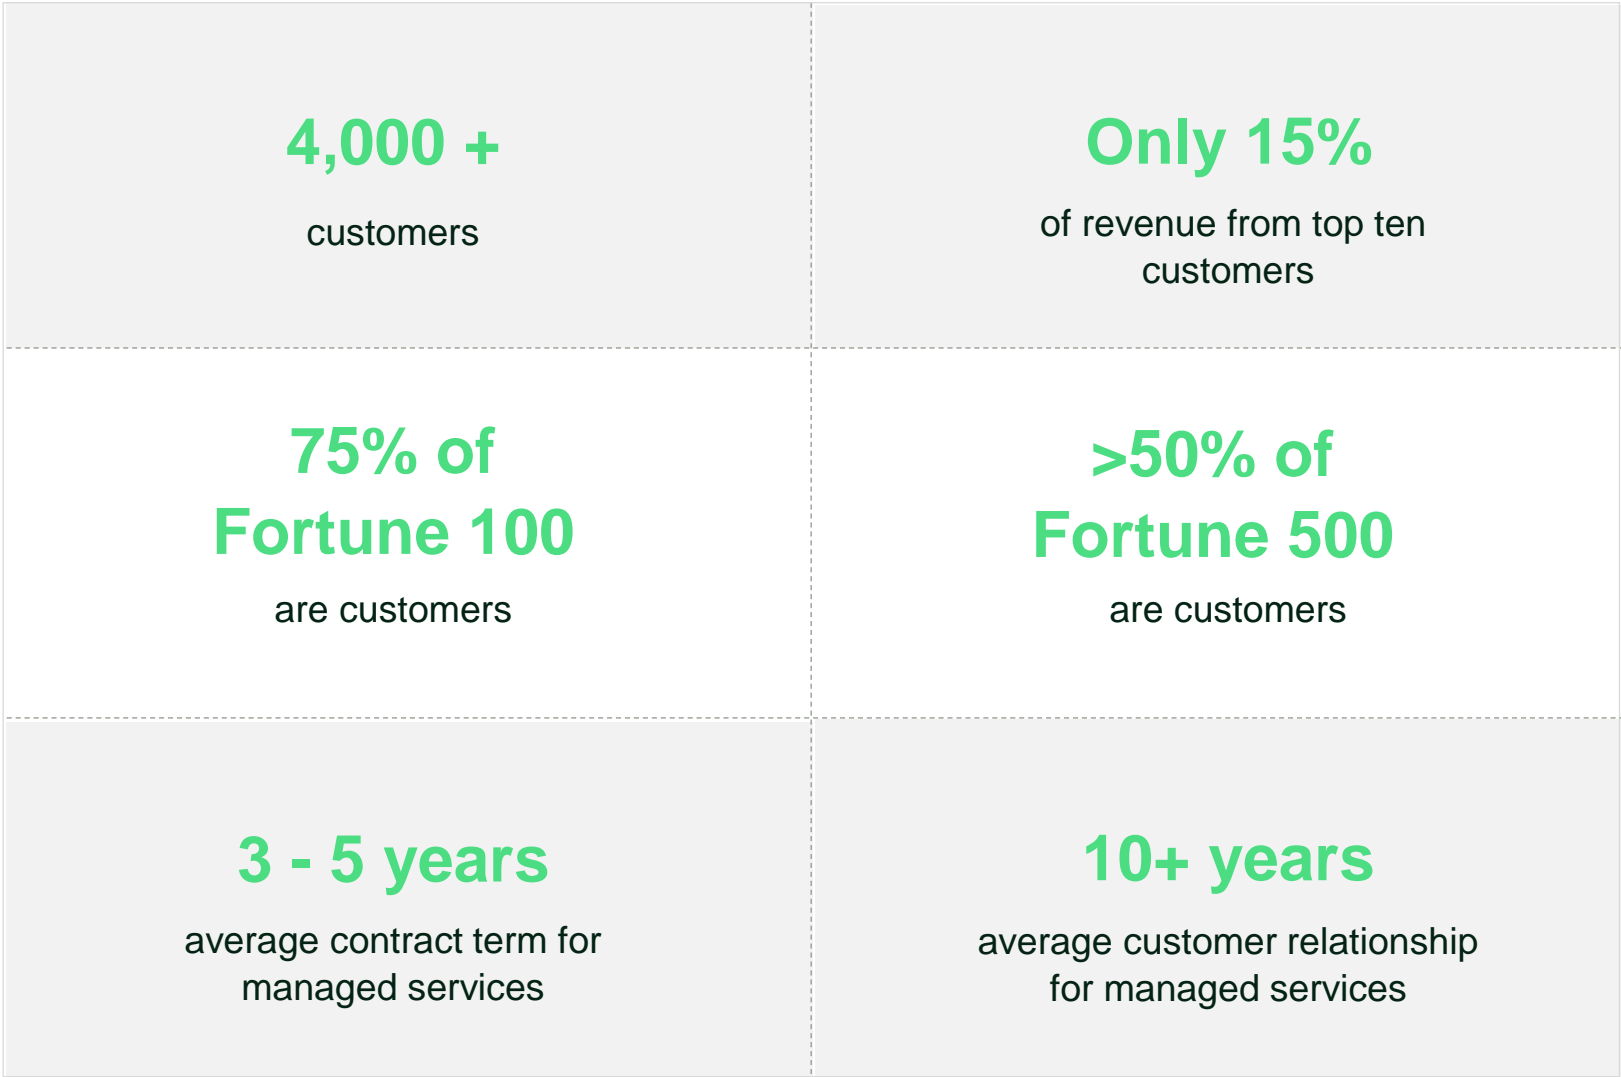 4,000 +
customers
Only 15%
of revenue from top ten
customers
75% of
Fortune 100
are customers
>50% of
Fortune 500
are customers
3 - 5 years
average contract term for
managed services
10+ years
average customer relationship
for managed services